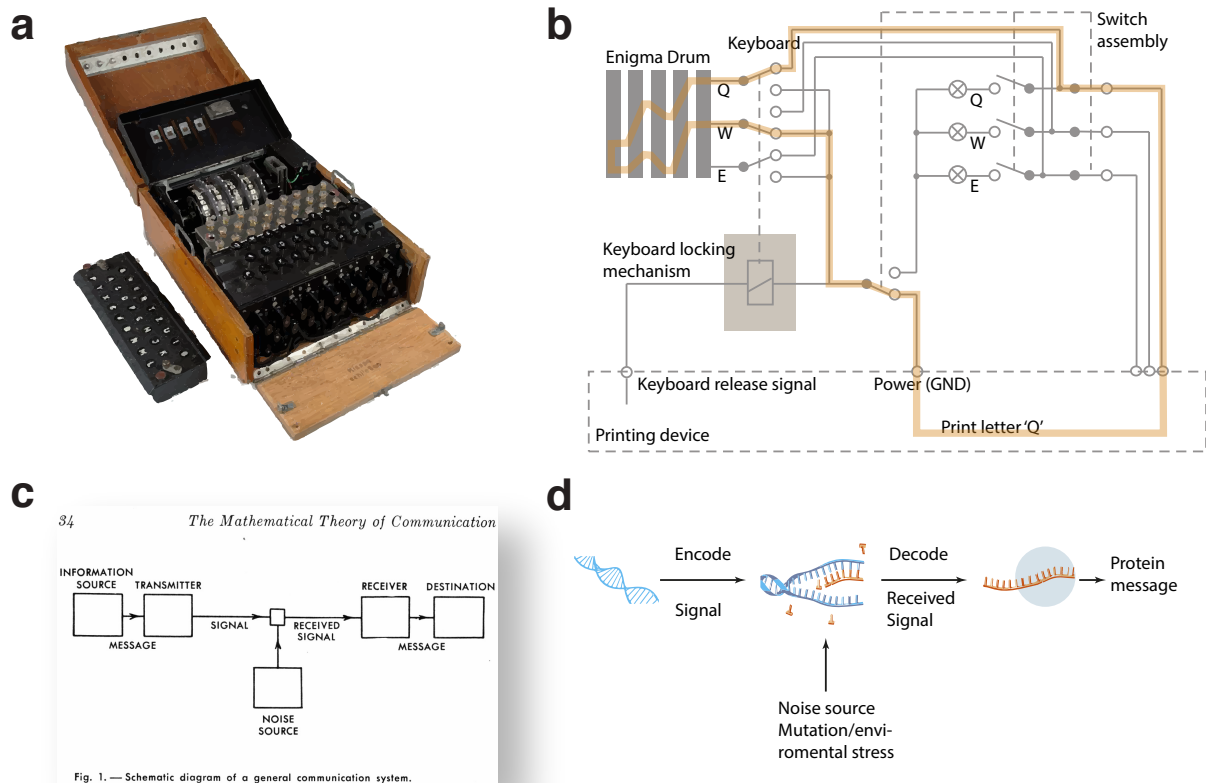 a
b
Enigma Drum
Keyboard
Switch
assembly
Q
W
E
Q
W
E
Keyboard locking
mechanism
Keyboard release signal
Power (GND)
Printing device
Print letter ‘Q’
c
34
The Mathematical Theory of Communication
INFORMATION
SOURCE
TRANSMITTER
RECEIVER
DESTINATION
SIGNAL
RECEIVED
SIGNAL
MESSAGE
MESSAGE
NOISE
SOURCE
Fig. 1. — Schematic diagram of a general communication system.
d
Encode
Signal
Decode
Received
Signal
Protein
message
Noise source
Mutation/envi-
romental stress